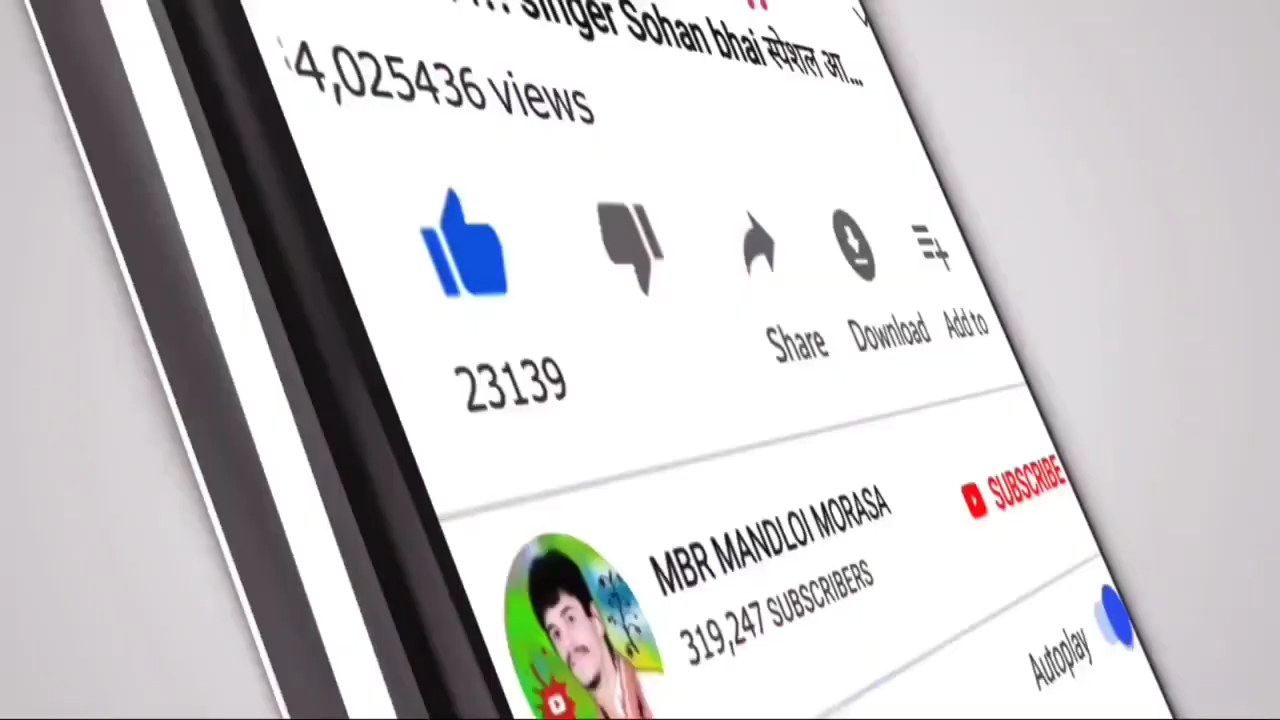 singer Sohan bhai स्पेशल आ...
4,025436 views
23139
Share Download Add to
MBR MANDLOI MORASA
SUBSCRIBE
319,247 SUBSCRIBERS
Autoplay